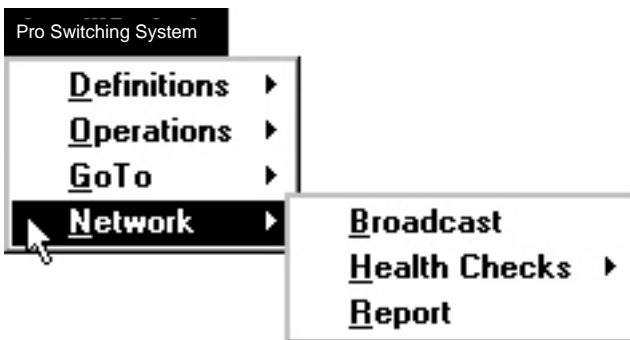 Pro Switching System
Definitions
Operations
GoTo
Network
Broadcast
Health Checks
Report